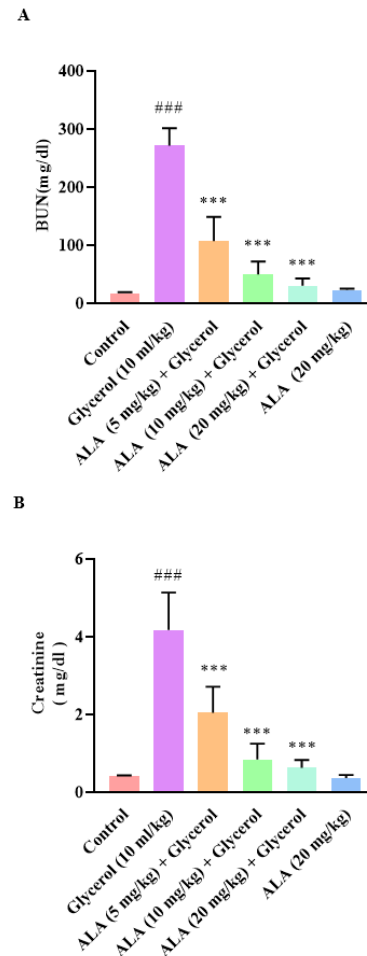 A
400
300
200
100
0
BUN(mg/dl)
###
***
***
***
Control
Glycerol (10 ml/kg)
ALA (5 mg/kg) + Glycerol
ALA (10 mg/kg) + Glycerol
ALA (20 mg/kg) + Glycerol
ALA (20 mg/kg)
B
6
4
2
0
Creatinine
( mg/dl )
###
***
***
***
Control
Glycerol (10 ml/kg)
ALA (5 mg/kg) + Glycerol
ALA (10 mg/kg) + Glycerol
ALA (20 mg/kg) + Glycerol
ALA (20 mg/kg)